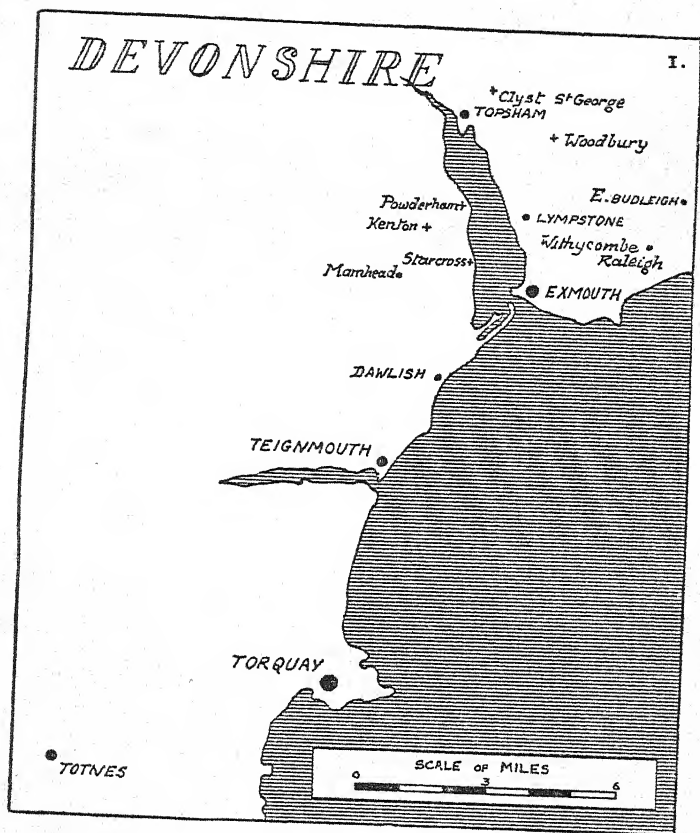 DEVONSHIRE
I.
Clyst St George
TOPSHAM
Woodbury
Powderham
E. BUDLEIGH
Kenton
LYMPSTONE
Starcross
Withycombe
Raleigh
Mamhead
EXMOUTH
DAWLISH
TEIGNMOUTH
TORQUAY
TOTNES
SCALE OF MILES
0 3 6